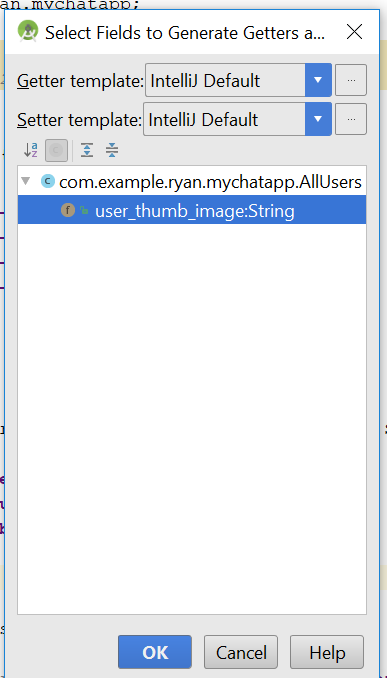 an.mychatapp;
Select Fields to Generate Getters a...
Getter template: IntelliJ Default ...
Setter template: IntelliJ Default ...
com.example.ryan.mychatapp.AllUsers
f user_thumb_image:String
OK Cancel Help